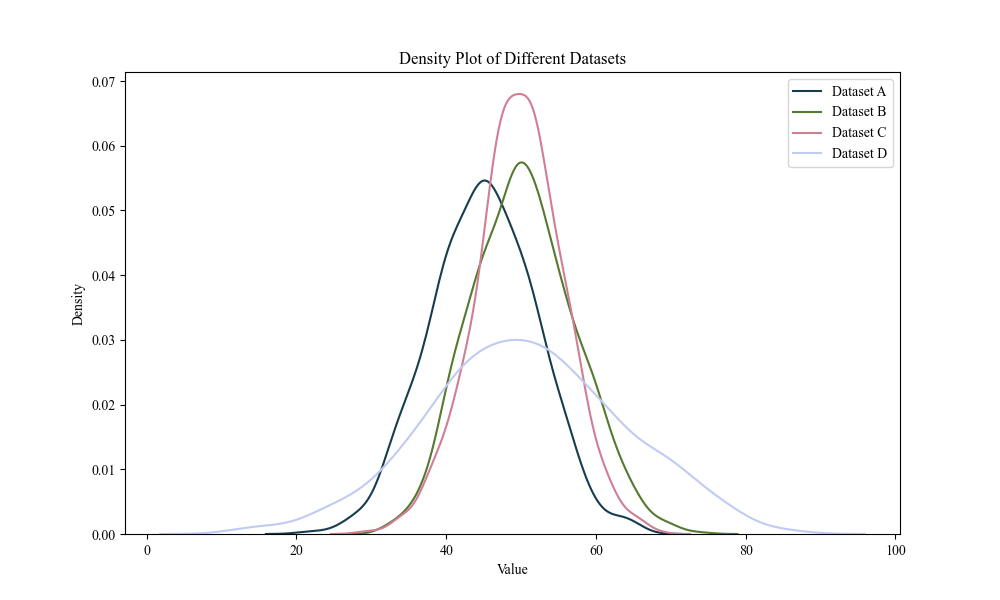 Density Plot of Different Datasets
Dataset A
Dataset B
Dataset C
Dataset D
Density
0.07
0.06
0.05
0.04
0.03
0.02
0.01
0.00
0 20 40 60 80 100
Value